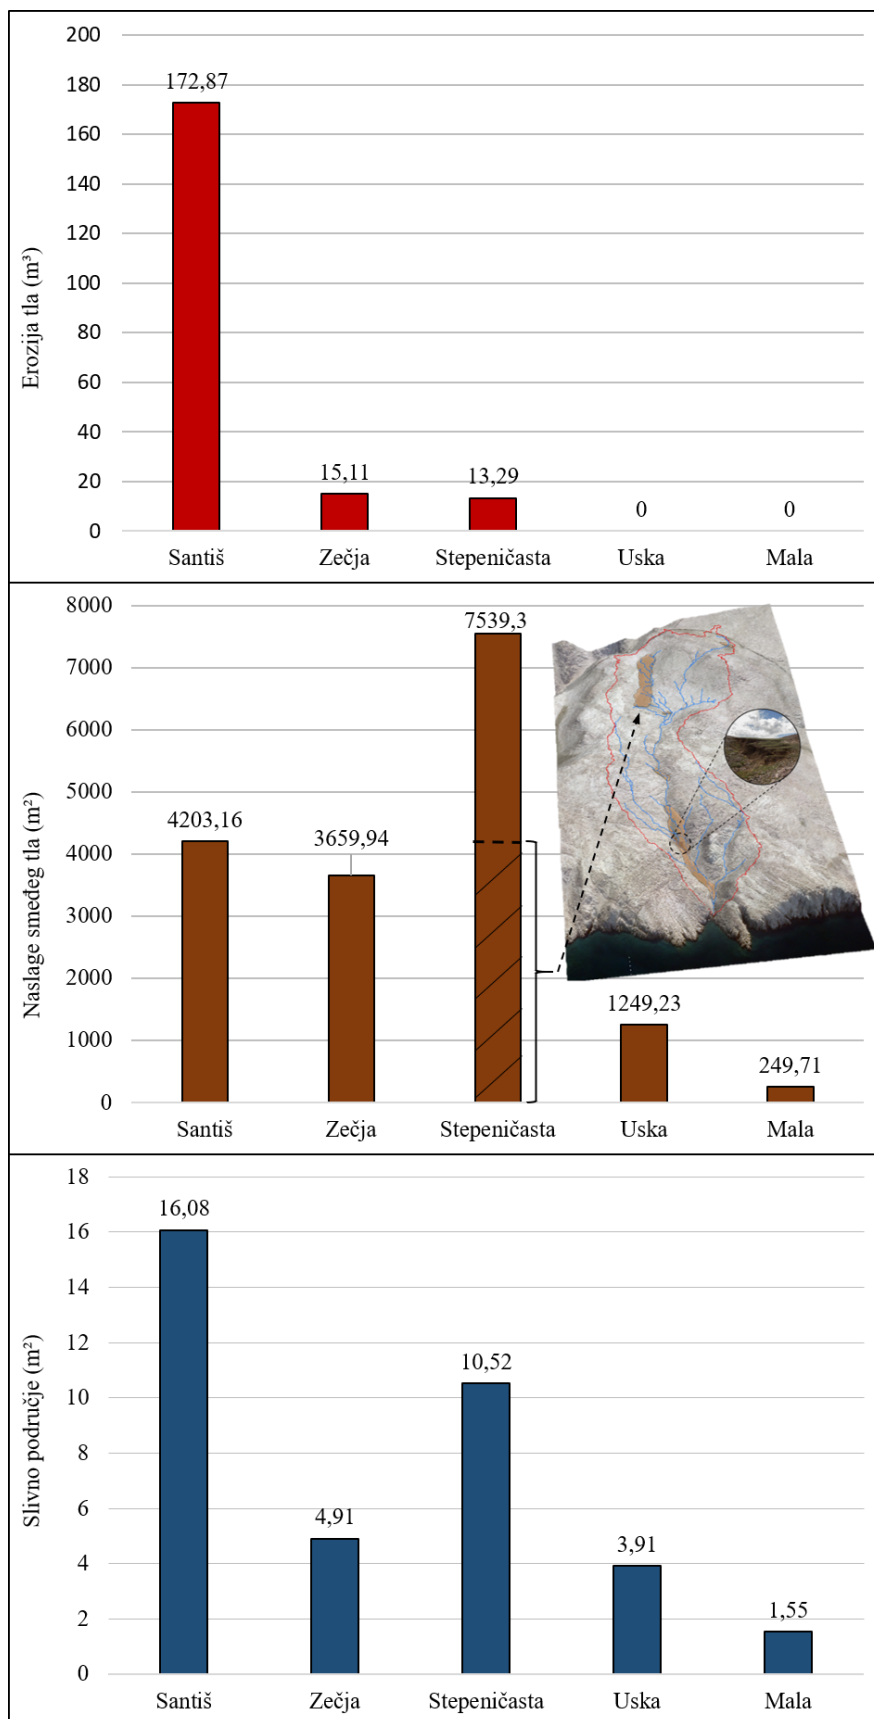 200
180
172,87
160
140
120
100
80
60
40
20
0
15,11
13,29
0
0
Erozija tla (m³)
Santiš
Zečja
Stepeničasta
Uska
Mala
8000
7000
6000
5000
4000
3000
2000
1000
0
7539,3
4203,16
3659,94
1249,23
249,71
Naslage smeđeg tla (m²)
Santiš
Zečja
Stepeničasta
Uska
Mala
18
16
14
12
10
8
6
4
2
0
16,08
4,91
10,52
3,91
1,55
Slivno područje (m²)
Santiš
Zečja
Stepeničasta
Uska
Mala